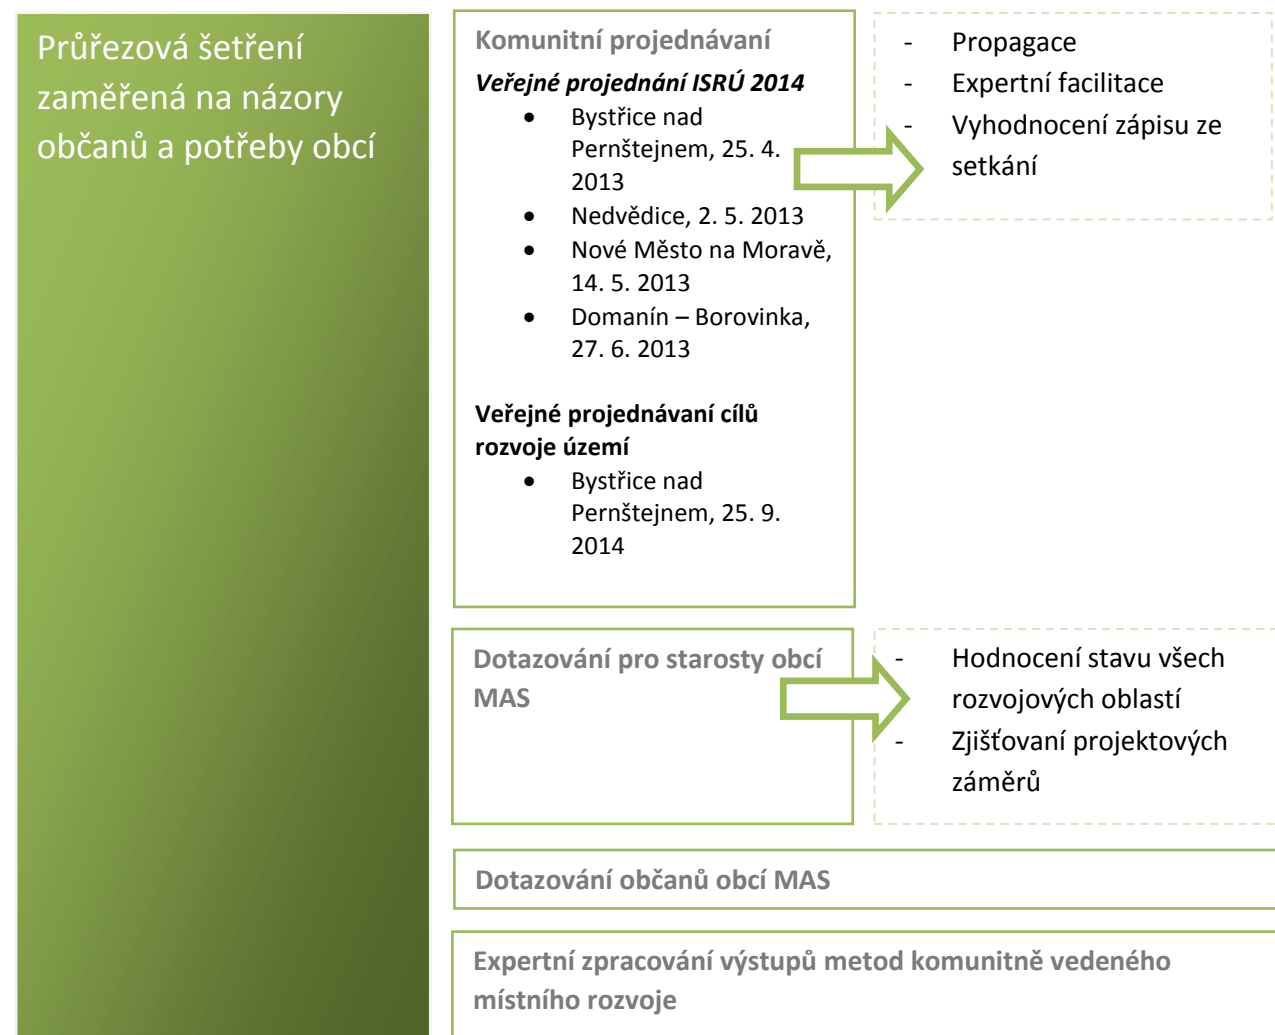 Průřezová šetření
zaměřená na názory
občanů a potřeby obcí
Komunitní projednávaní
Veřejné projednání ISRÚ 2014
• Bystřice nad
Pernštejnem, 25. 4.
2013
• Nedvědice, 2. 5. 2013
• Nové Město na Moravě,
14. 5. 2013
• Domanín – Borovinka,
27. 6. 2013
Veřejné projednávaní cílů
rozvoje území
• Bystřice nad
Pernštejnem, 25. 9.
2014
- Propagace
- Expertní facilitace
- Vyhodnocení zápisu ze
setkání
Dotazování pro starosty obcí
MAS
- Hodnocení stavu všech
rozvojových oblastí
- Zjišťovaní projektových
záměrů
Dotazování občanů obcí MAS
Expertní zpracování výstupů metod komunitně vedeného
místního rozvoje